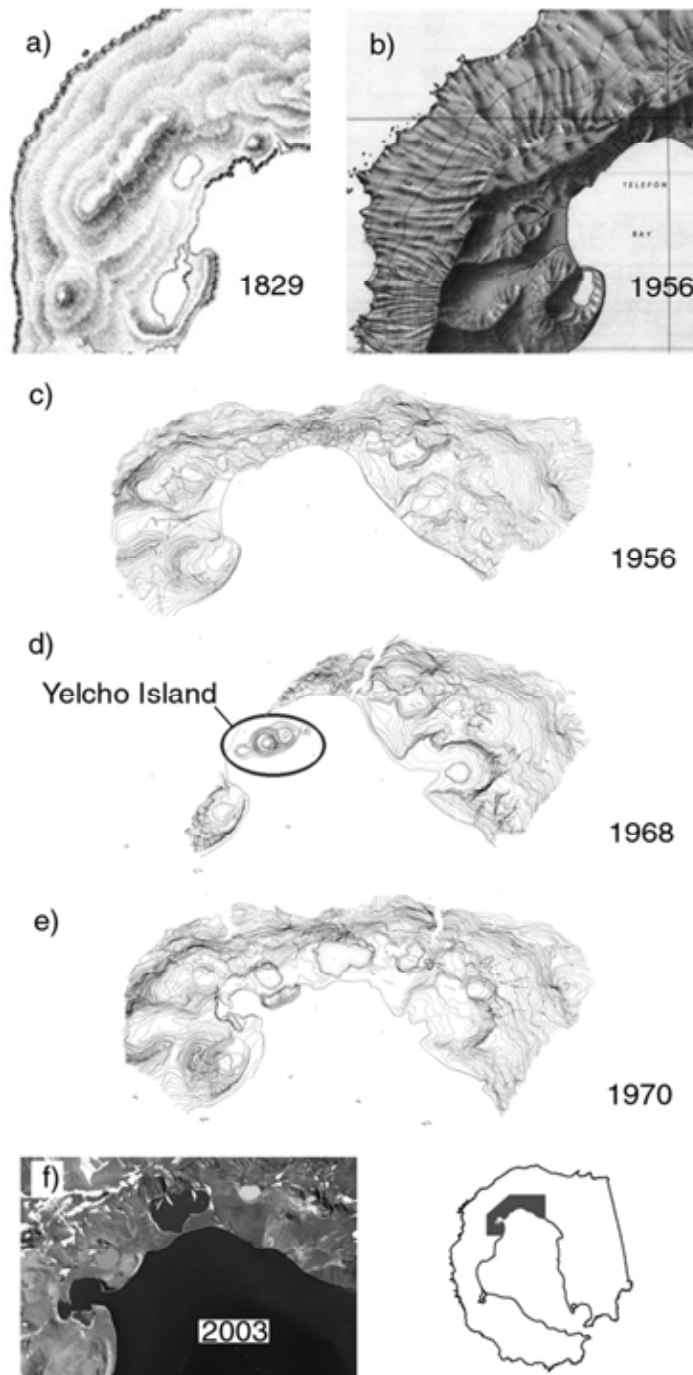 a)
1829
b)
TELEFON
BAY
1956
c)
1956
d)
Yelcho Island
1968
e)
1970
f)
2003